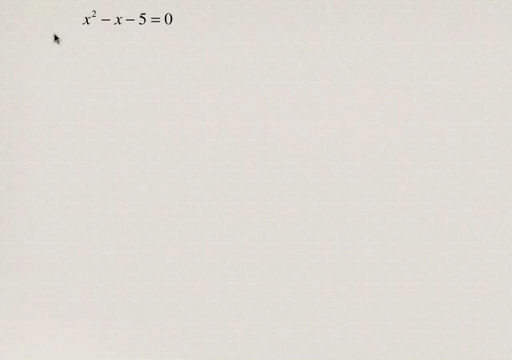 x² − x − 5 = 0